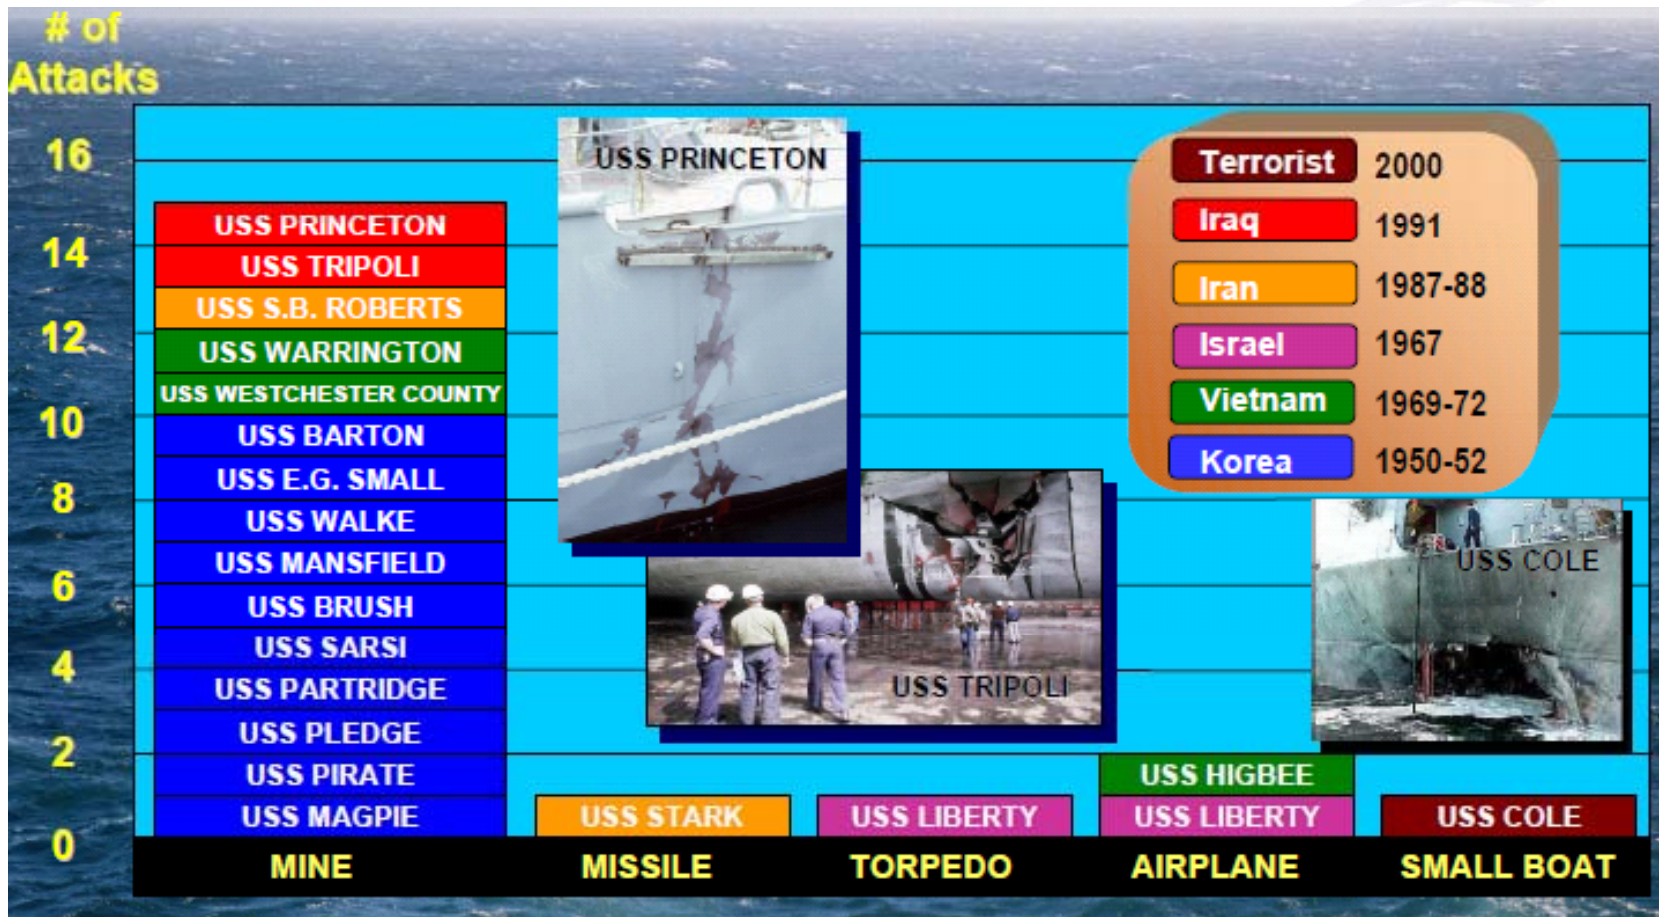 # of
Attacks
16
14
12
10
8
6
4
2
0
USS PRINCETON
USS TRIPOLI
USS S.B. ROBERTS
USS WARRINGTON
USS WESTCHESTER COUNTY
USS BARTON
USS E.G. SMALL
USS WALKE
USS MANSFIELD
USS BRUSH
USS SARSI
USS PARTRIDGE
USS PLEDGE
USS PIRATE
USS MAGPIE
USS STARK
USS LIBERTY
USS HIGBEE
USS LIBERTY
USS COLE
MINE MISSILE TORPEDO AIRPLANE SMALL BOAT
USS PRINCETON
USS TRIPOLI
USS COLE
Terrorist 2000
Iraq 1991
Iran 1987-88
Israel 1967
Vietnam 1969-72
Korea 1950-52